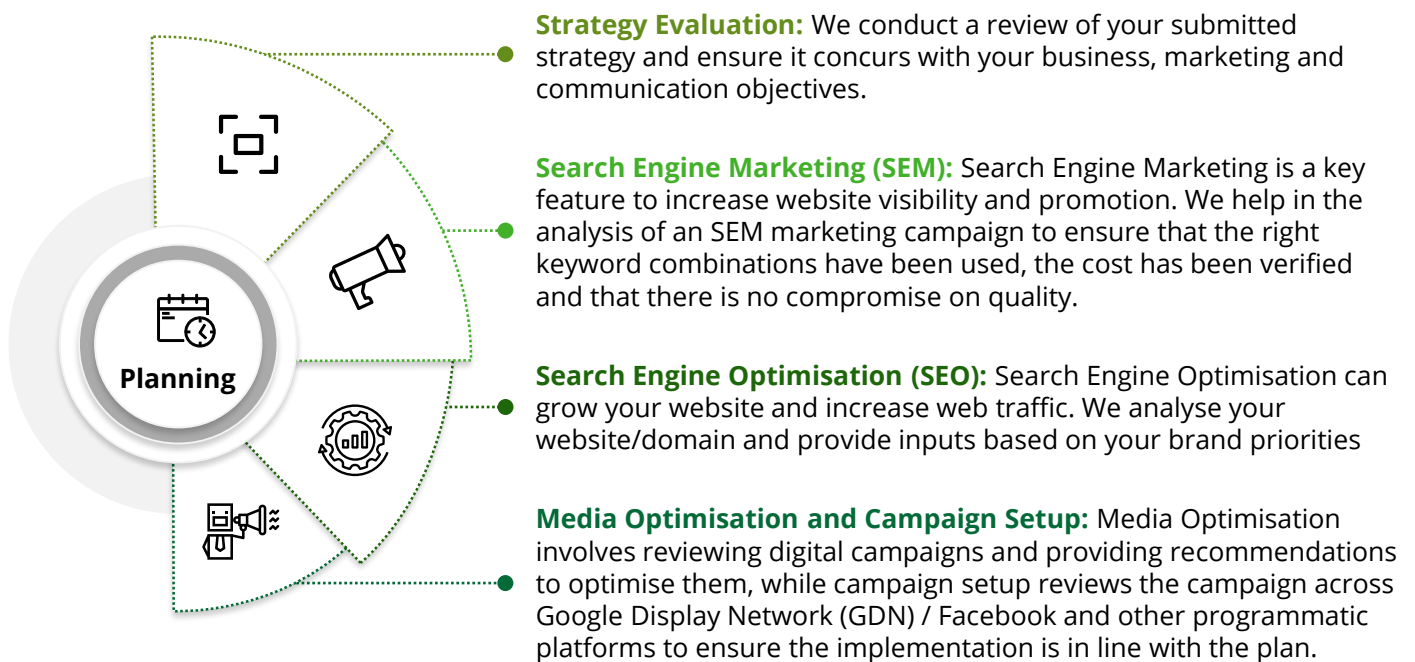 Strategy Evaluation: We conduct a review of your submitted
strategy and ensure it concurs with your business, marketing and
communication objectives.
Search Engine Marketing (SEM): Search Engine Marketing is a key
feature to increase website visibility and promotion. We help in the
analysis of an SEM marketing campaign to ensure that the right
keyword combinations have been used, the cost has been verified
and that there is no compromise on quality.
Planning
Search Engine Optimisation (SEO): Search Engine Optimisation can
grow your website and increase web traffic. We analyse your
website/domain and provide inputs based on your brand priorities
Media Optimisation and Campaign Setup: Media Optimisation
involves reviewing digital campaigns and providing recommendations
to optimise them, while campaign setup reviews the campaign across
Google Display Network (GDN) / Facebook and other programmatic
platforms to ensure the implementation is in line with the plan.